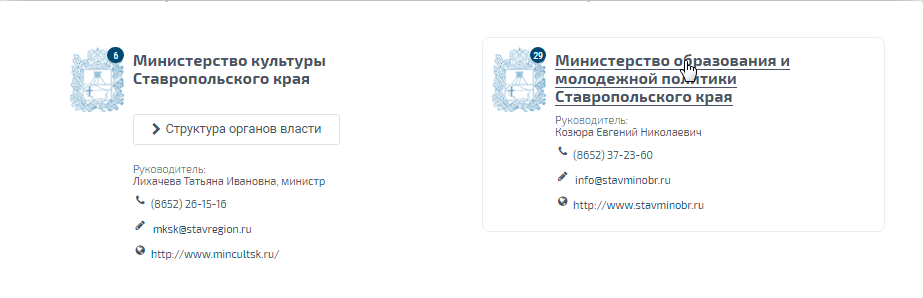 6
Министерство культуры
Ставропольского края
Структура органов власти
Руководитель:
Лихачева Татьяна Ивановна, министр
(8652) 26-15-16
mksk@stavregion.ru
http://www.mincultsk.ru/
29
Министерство образования и
молодежной политики
Ставропольского края
Руководитель:
Козюра Евгений Николаевич
(8652) 37-23-60
info@stavminobr.ru
http://www.stavminobr.ru